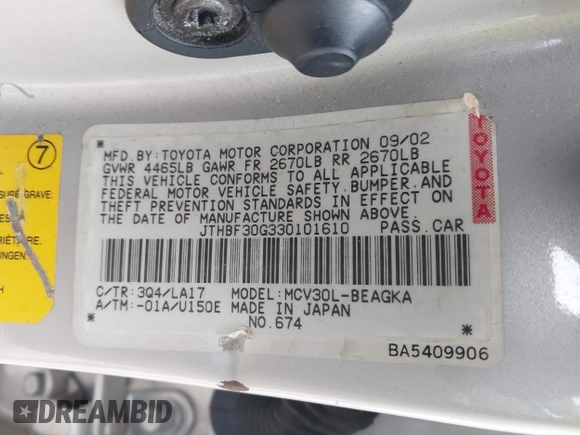 MFD. BY: TOYOTA MOTOR CORPORATION 09/02
GVWR 4465LB GAWR FR 2670LB RR 2670LB
THIS VEHICLE CONFORMS TO ALL APPLICABLE
FEDERAL MOTOR VEHICLE SAFETY, BUMPER, AND
THEFT PREVENTION STANDARDS IN EFFECT ON
THE DATE OF MANUFACTURE SHOWN ABOVE.
JTHBF30G330101610 PASS. CAR
C/TR: 3Q4/LA17 MODEL: MCV30L-BEAGKA
A/TM: -01A/U150E MADE IN JAPAN
NO. 674
BA5409906
TOYOTA
7
GRAVE:
DREAMBID